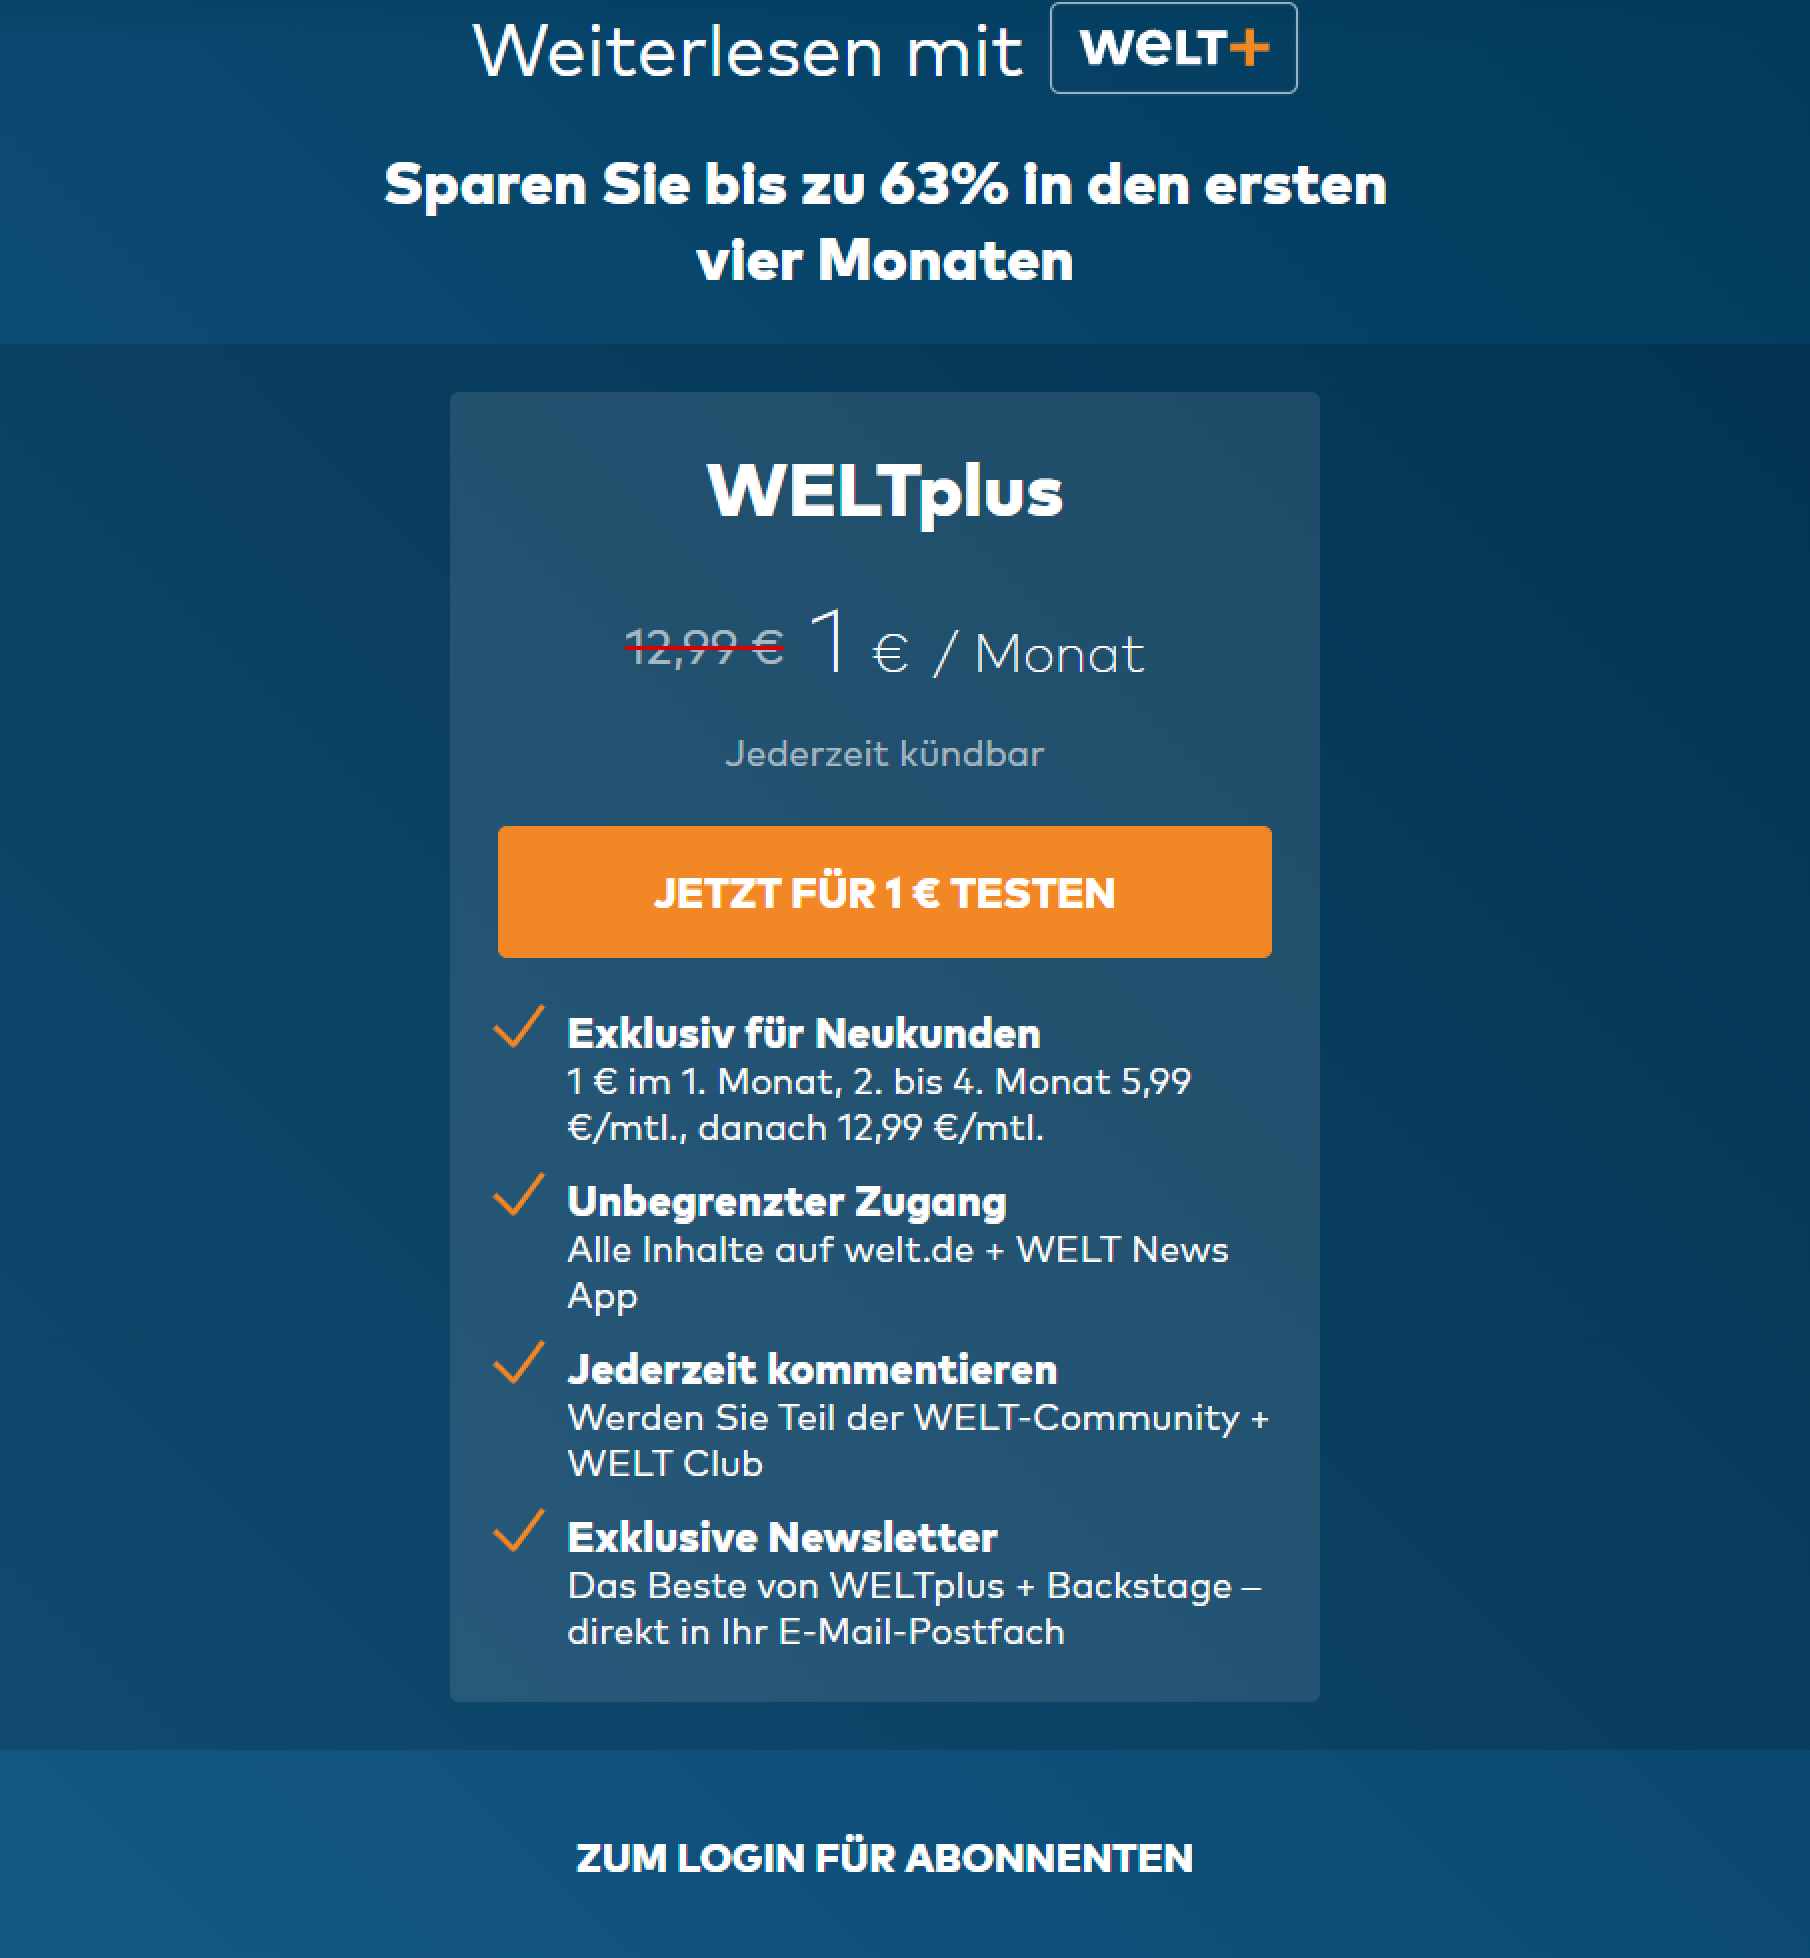 Weiterlesen mit WELT+
Sparen Sie bis zu 63% in den ersten
vier Monaten
WELTplus
12,99 € 1 € / Monat
Jederzeit kündbar
JETZT FÜR 1 € TESTEN
Exklusiv für Neukunden
1 € im 1. Monat, 2. bis 4. Monat 5,99
€/mtl., danach 12,99 €/mtl.
Unbegrenzter Zugang
Alle Inhalte auf welt.de + WELT News
App
Jederzeit kommentieren
Werden Sie Teil der WELT-Community +
WELT Club
Exklusive Newsletter
Das Beste von WELTplus + Backstage –
direkt in Ihr E-Mail-Postfach
ZUM LOGIN FÜR ABONNENTEN